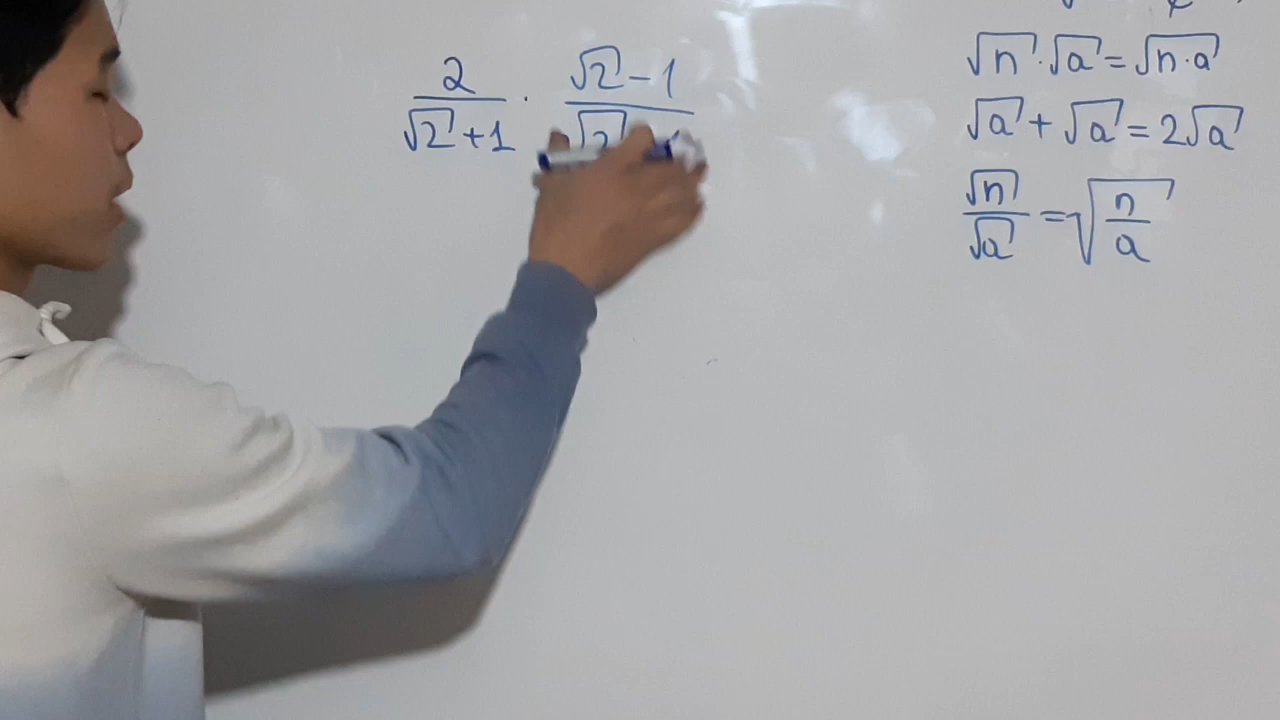 2/(√2+1) · (√2-1)/(√2
√n · √a = √(n·a)
√a + √a = 2√a
√n/√a = √(n/a)